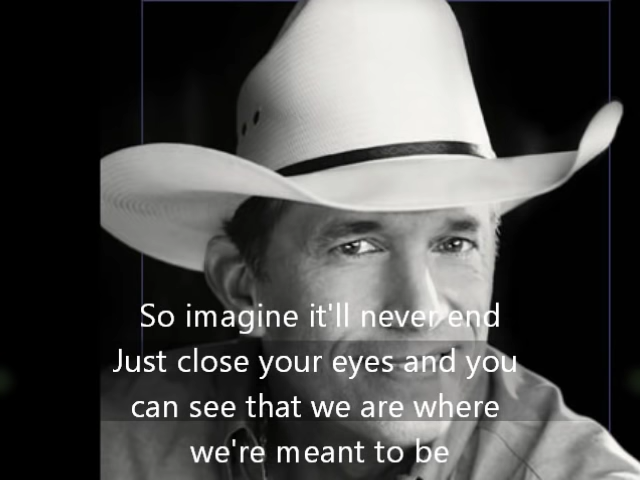 So imagine it'll never end
Just close your eyes and you
can see that we are where
we're meant to be